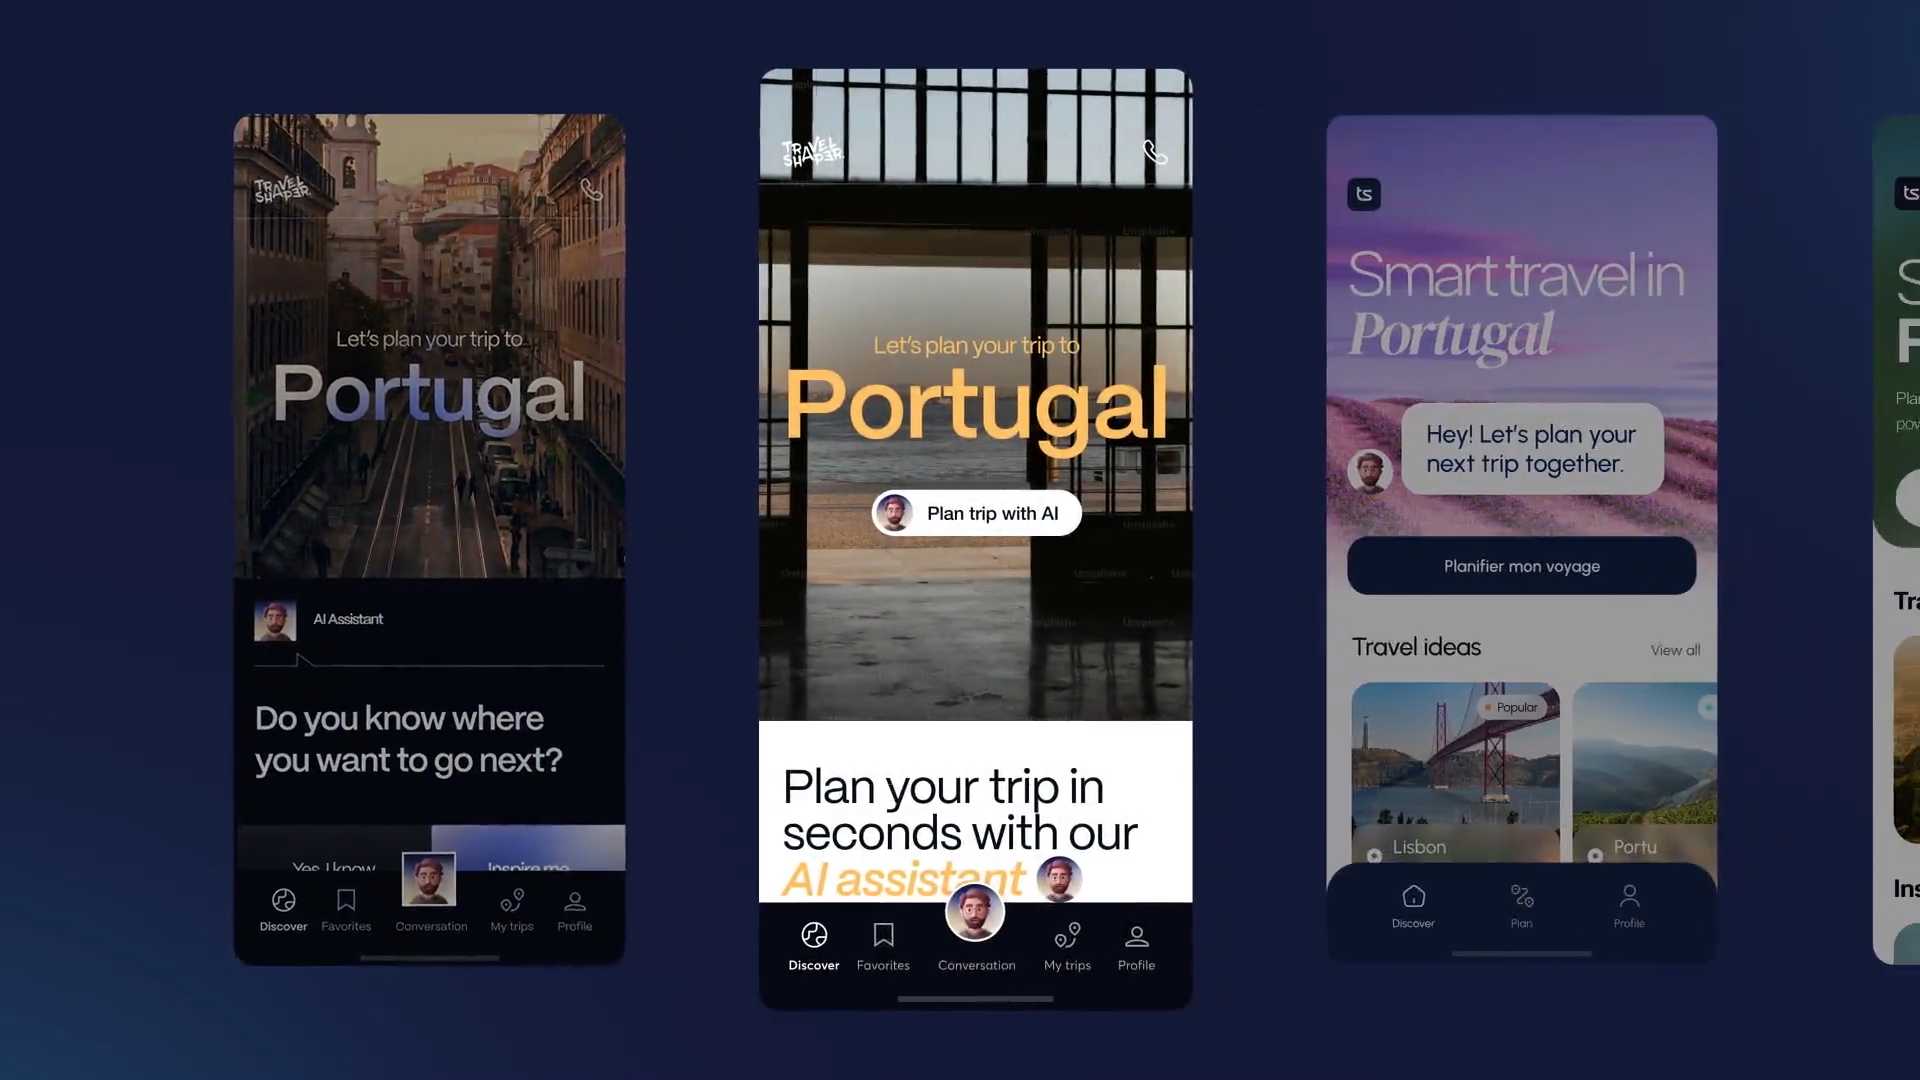 TRAVEL
SHAPER.
Let's plan your trip to
Portugal
AI Assistant
Do you know where
you want to go next?
Yes, I know
Inspire me
Discover
Favorites
Conversation
My trips
Profile
TRAVEL
SHAPER.
Let's plan your trip to
Portugal
Plan trip with AI
Plan your trip in
seconds with our
AI assistant
Discover
Favorites
Conversation
My trips
Profile
ts
Smart travel in
Portugal
Hey! Let's plan your
next trip together.
Planifier mon voyage
Travel ideas
View all
Popular
Lisbon
Portu
Discover
Plan
Profile
ts